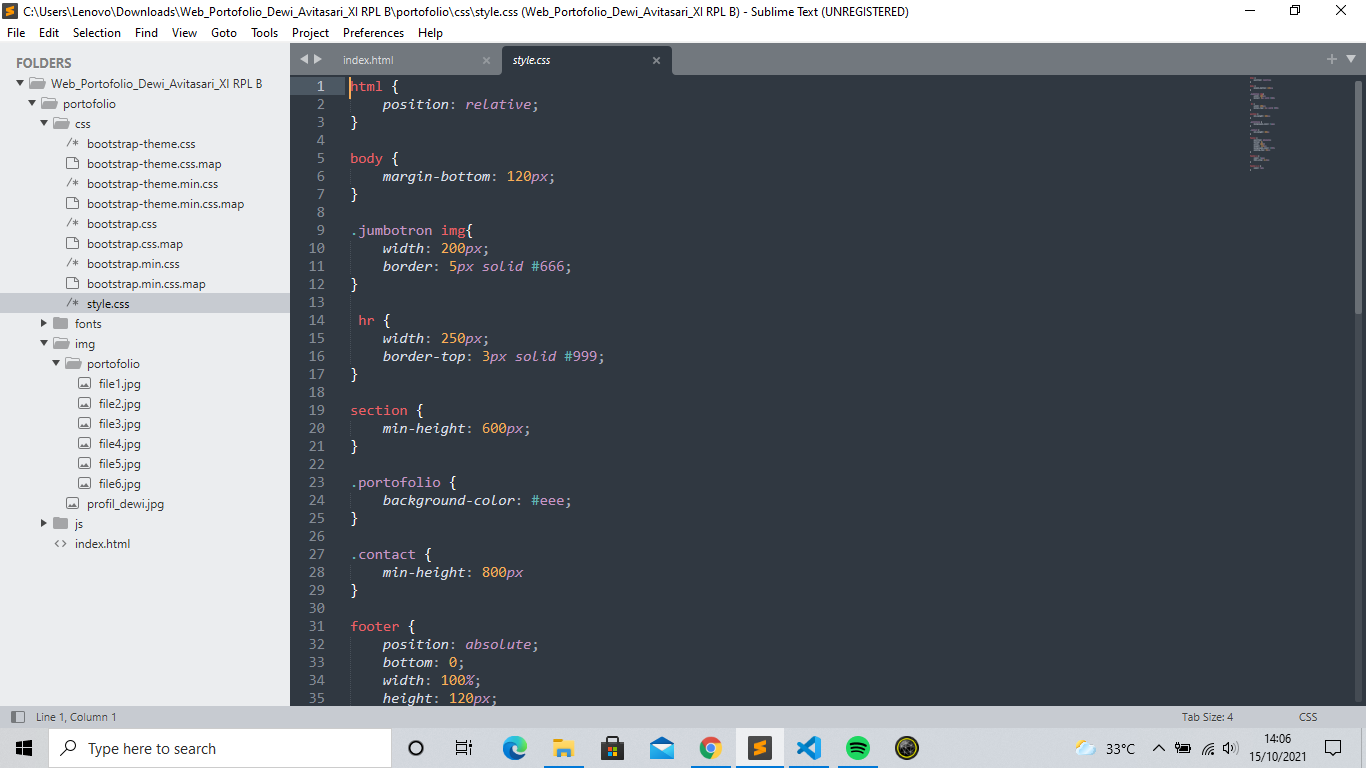 C:\Users\Lenovo\Downloads\Web_Portofolio_Dewi_Avitasari_XI RPL B\portofolio\css\style.css (Web_Portofolio_Dewi_Avitasari_XI RPL B) - Sublime Text (UNREGISTERED)
File Edit Selection Find View Goto Tools Project Preferences Help
FOLDERS
Web_Portofolio_Dewi_Avitasari_XI RPL B
portofolio
css
/* bootstrap-theme.css
bootstrap-theme.css.map
/* bootstrap-theme.min.css
bootstrap-theme.min.css.map
/* bootstrap.css
bootstrap.css.map
/* bootstrap.min.css
bootstrap.min.css.map
/* style.css
fonts
img
portofolio
file1.jpg
file2.jpg
file3.jpg
file4.jpg
file5.jpg
file6.jpg
profil_dewi.jpg
js
<> index.html
index.html × style.css ×
1 html {
2     position: relative;
3 }
4
5 body {
6     margin-bottom: 120px;
7 }
8
9 .jumbotron img{
10     width: 200px;
11     border: 5px solid #666;
12 }
13
14  hr {
15     width: 250px;
16     border-top: 3px solid #999;
17 }
18
19 section {
20     min-height: 600px;
21 }
22
23 .portofolio {
24     background-color: #eee;
25 }
26
27 .contact {
28     min-height: 800px
29 }
30
31 footer {
32     position: absolute;
33     bottom: 0;
34     width: 100%;
35     height: 120px;
Line 1, Column 1 Tab Size: 4 CSS
Type here to search
33°C
14:06
15/10/2021